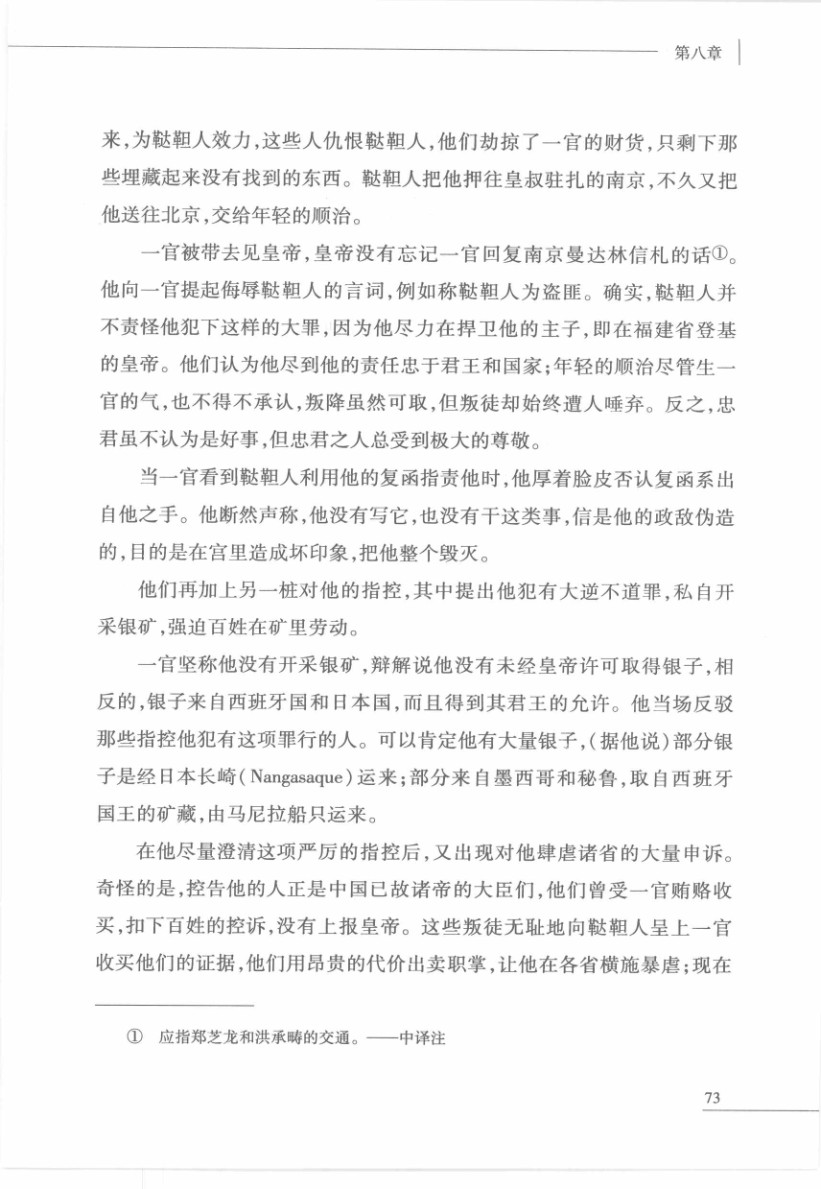 第八章
来,为鞑靼人效力,这些人仇恨鞑靼人,他们劫掠了一官的财货,只剩下那
些埋藏起来没有找到的东西。鞑靼人把他押往皇叔驻扎的南京,不久又把
他送往北京,交给年轻的顺治。
一官被带去见皇帝,皇帝没有忘记一官回复南京曼达林信札的话①。
他向一官提起侮辱鞑靼人的言词,例如称鞑靼人为盗匪。确实,鞑靼人并
不责怪他犯下这样的大罪,因为他尽力在捍卫他的主子,即在福建省登基
的皇帝。他们认为他尽到他的责任忠于君王和国家;年轻的顺治尽管生一
官的气,也不得不承认,叛降虽然可取,但叛徒却始终遭人唾弃。反之,忠
君虽不认为是好事,但忠君之人总受到极大的尊敬。
当一官看到鞑靼人利用他的复函指责他时,他厚着脸皮否认复函系出
自他之手。他断然声称,他没有写它,也没有干这类事,信是他的政敌伪造
的,目的是在宫里造成坏印象,把他整个毁灭。
他们再加上另一桩对他的指控,其中提出他犯有大逆不道罪,私自开
采银矿,强迫百姓在矿里劳动。
一官坚称他没有开采银矿,辩解说他没有未经皇帝许可取得银子,相
反的,银子来自西班牙国和日本国,而且得到其君王的允许。他当场反驳
那些指控他犯有这项罪行的人。可以肯定他有大量银子,(据他说)部分银
子是经日本长崎(Nangasaque)运来;部分来自墨西哥和秘鲁,取自西班牙
国王的矿藏,由马尼拉船只运来。
在他尽量澄清这项严厉的指控后,又出现对他肆虐诸省的大量申诉。
奇怪的是,控告他的人正是中国已故诸帝的大臣们,他们曾受一官贿赂收
买,扣下百姓的控诉,没有上报皇帝。这些叛徒无耻地向鞑靼人呈上一官
收买他们的证据,他们用昂贵的代价出卖职掌,让他在各省横施暴虐;现在
① 应指郑芝龙和洪承畴的交通。——中译注
73